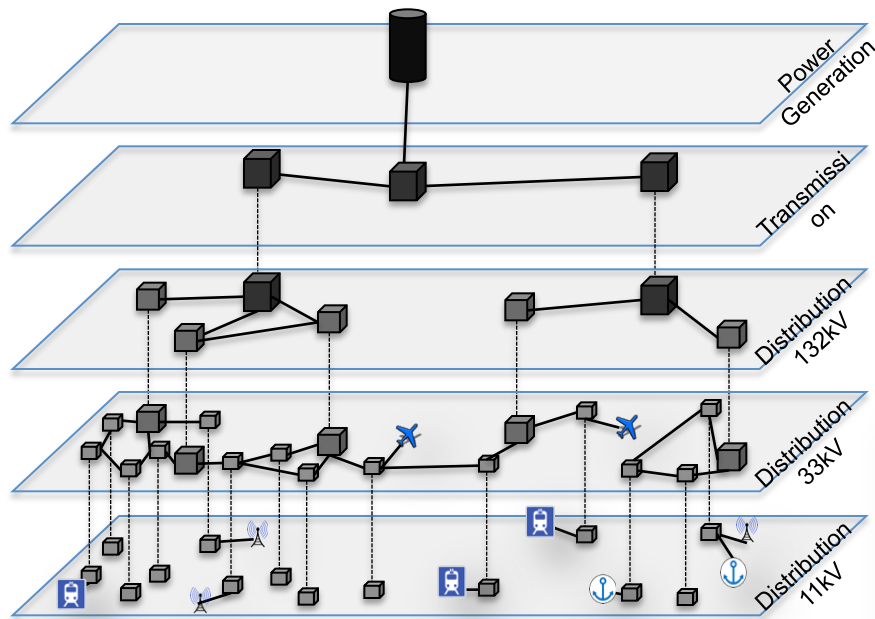 Power
Generation
Transmissi
on
Distribution
132kV
Distribution
33kV
Distribution
11kV